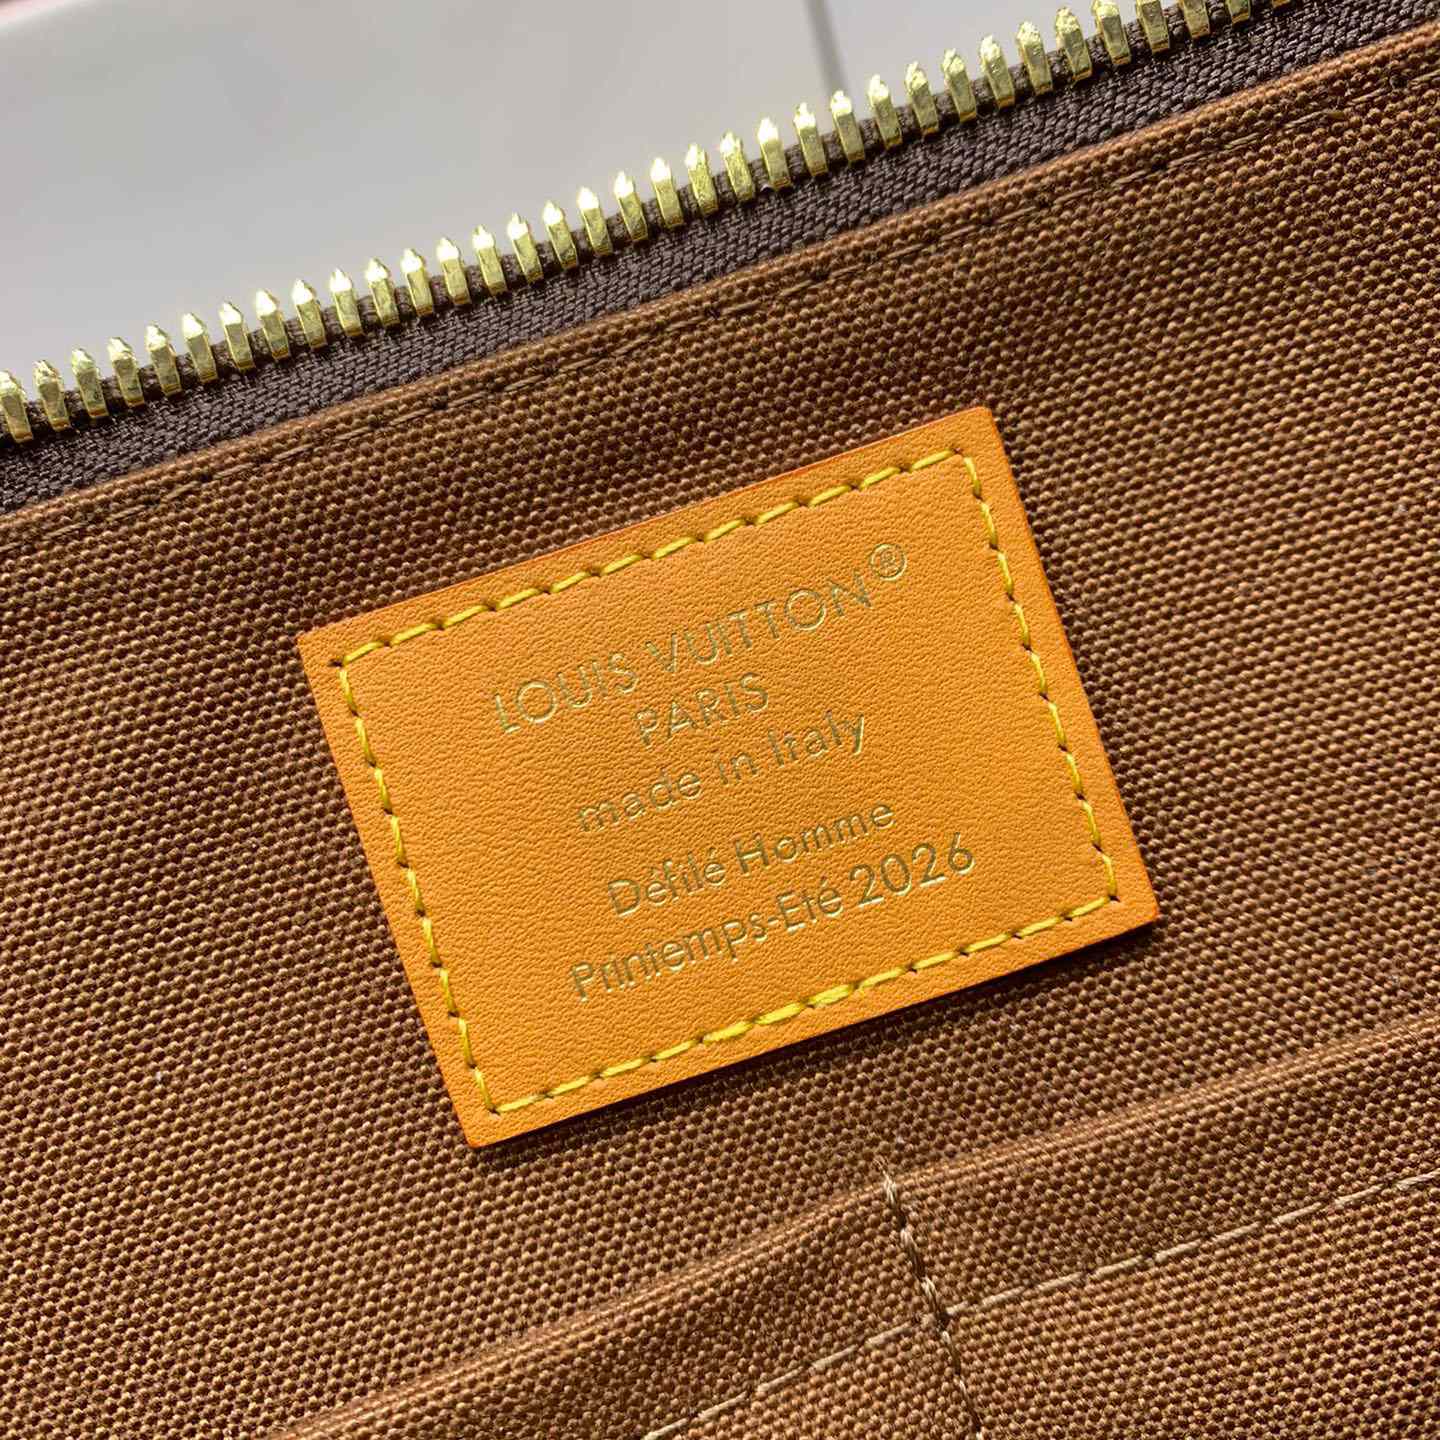 LOUIS VUITTON®
PARIS
made in Italy
Défilé Homme
Printemps-Eté 2026